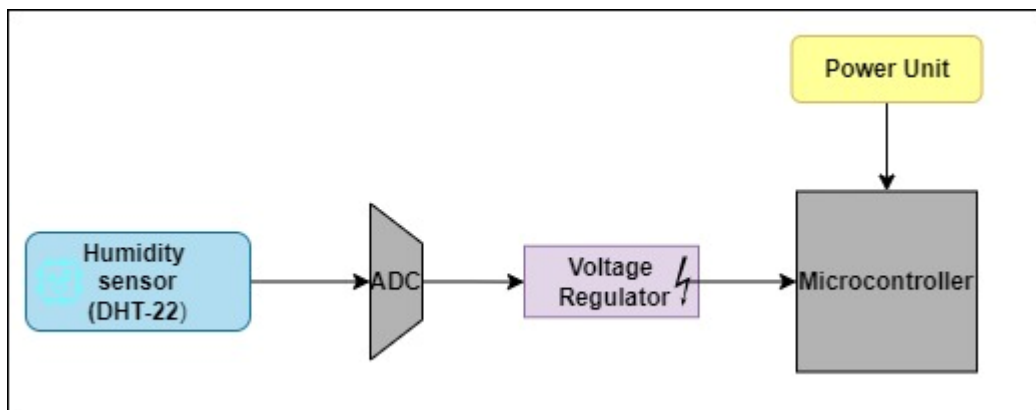 Power Unit
Humidity
sensor
(DHT-22)
ADC
Voltage
Regulator
Microcontroller